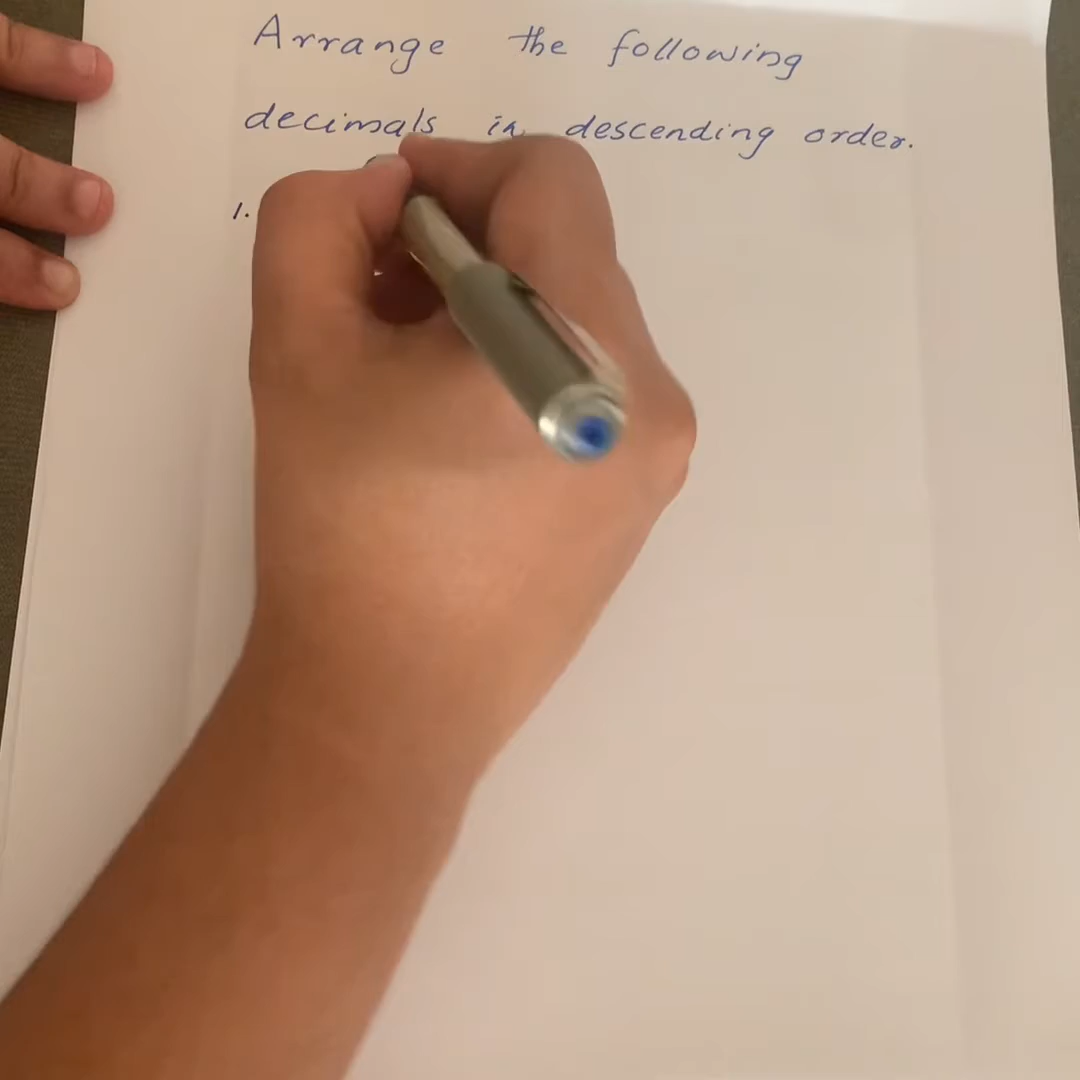 Arrange the following
decimals in descending order.
1.